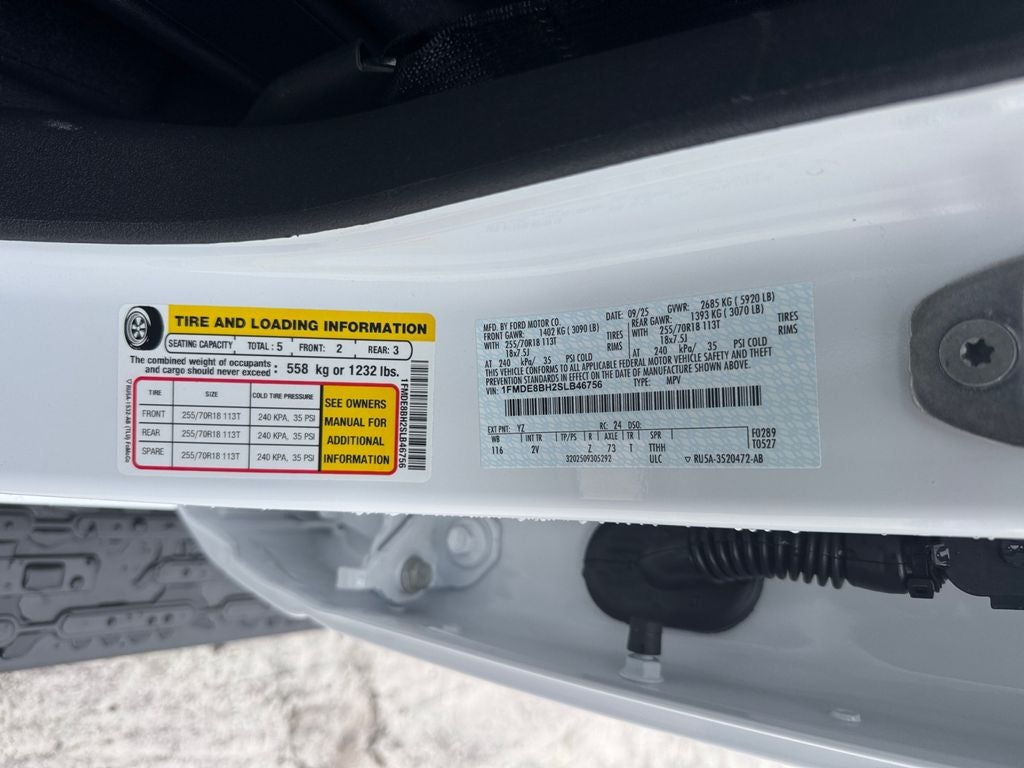 TIRE AND LOADING INFORMATION
SEATING CAPACITY TOTAL: 5 FRONT: 2 REAR: 3
The combined weight of occupants
and cargo should never exceed : 558 kg or 1232 lbs.
TIRE SIZE COLD TIRE PRESSURE
FRONT 255/70R18 113T 240 KPA, 35 PSI
REAR 255/70R18 113T 240 KPA, 35 PSI
SPARE 255/70R18 113T 240 KPA, 35 PSI
SEE OWNERS
MANUAL FOR
ADDITIONAL
INFORMATION
1FMDE8BH2SLB46756
▽ RU5A-1532-AB (TLI) FoMoCo
MFD. BY FORD MOTOR CO. DATE: 09/25 GVWR: 2685 KG ( 5920 LB)
FRONT GAWR: 1402 KG ( 3090 LB) REAR GAWR: 1393 KG ( 3070 LB)
WITH 255/70R18 113T TIRES WITH 255/70R18 113T TIRES
18x7.5J RIMS 18x7.5J RIMS
AT 240 kPa/ 35 PSI COLD AT 240 kPa/ 35 PSI COLD
THIS VEHICLE CONFORMS TO ALL APPLICABLE FEDERAL MOTOR VEHICLE SAFETY AND THEFT
PREVENTION STANDARDS IN EFFECT ON THE DATE OF MANUFACTURE SHOWN ABOVE.
VIN: 1FMDE8BH2SLB46756 TYPE: MPV
EXT PNT: YZ RC: 24 DSO: F0289
WB INT TR TP/PS R AXLE TR SPR T0527
116 2V Z 73 T TTHH
3202509305292 ULC ▽ RU5A-3520472-AB